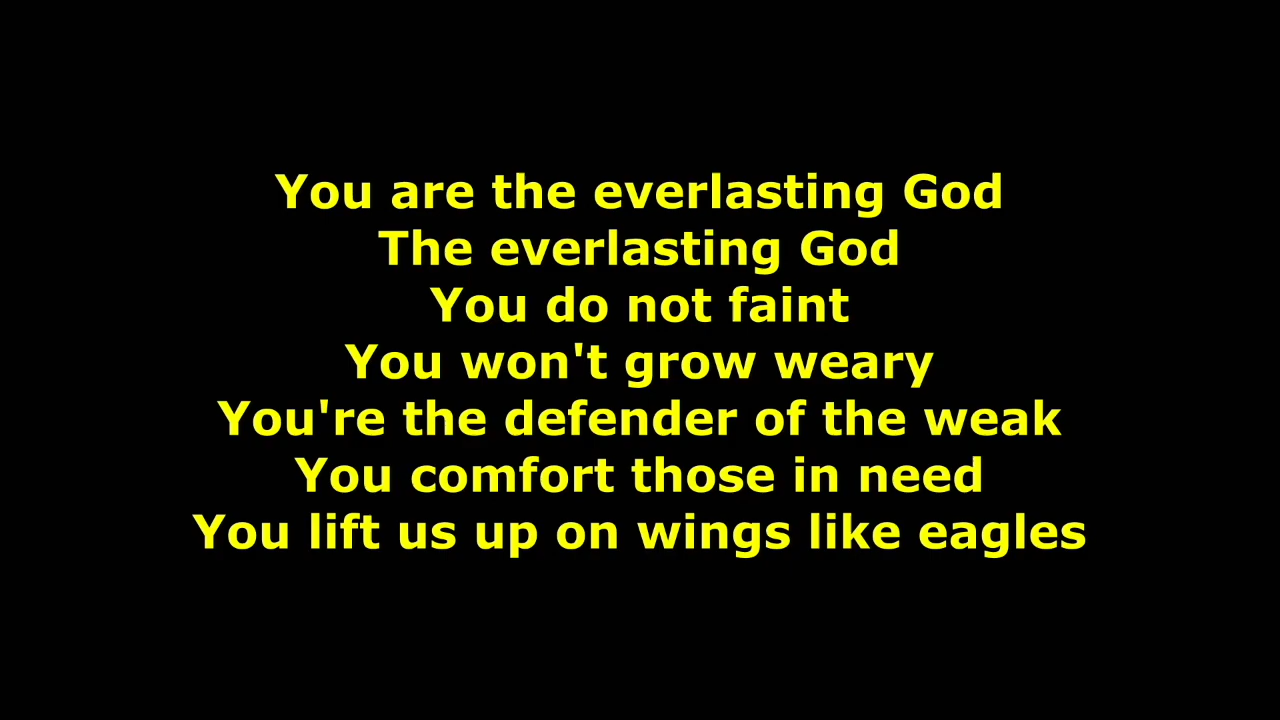 You are the everlasting God
The everlasting God
You do not faint
You won't grow weary
You're the defender of the weak
You comfort those in need
You lift us up on wings like eagles